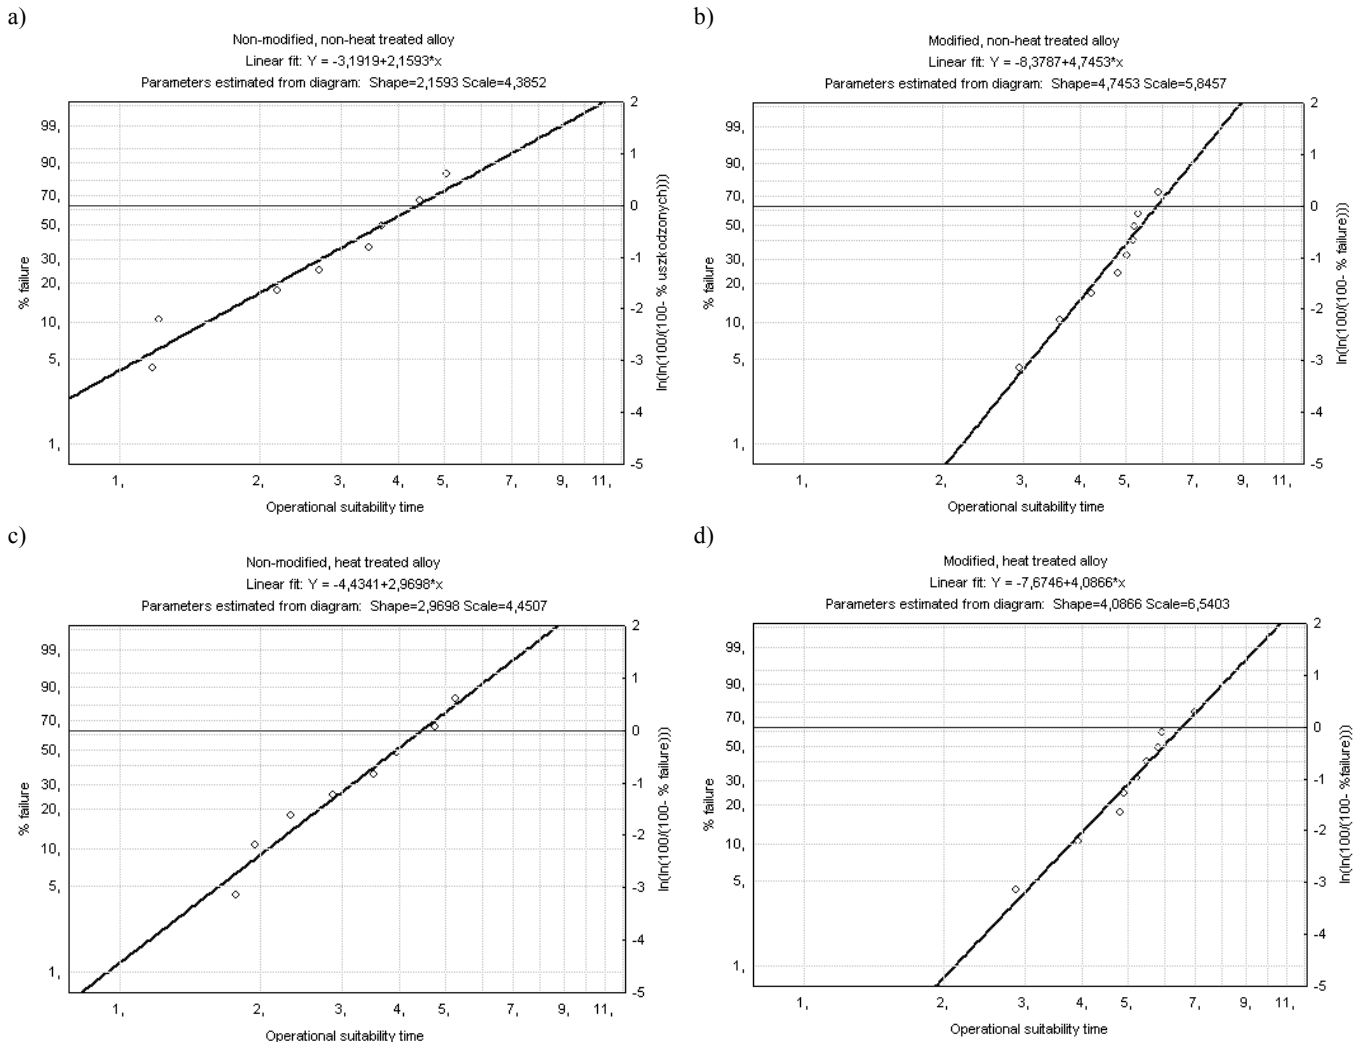 a)
Non-modified, non-heat treated alloy
Linear fit: Y = -3,1919+2,1593*x
Parameters estimated from diagram: Shape=2,1593 Scale=4,3852
% failure
99,
90,
70,
50,
30,
20,
10,
5,
1,
2
1
0
-1
-2
-3
-4
-5
ln(ln(100/(100- % uszkodzonych)))
1, 2, 3, 4, 5, 7, 9, 11,
Operational suitability time
b)
Modified, non-heat treated alloy
Linear fit: Y = -8,3787+4,7453*x
Parameters estimated from diagram: Shape=4,7453 Scale=5,8457
% failure
99,
90,
70,
50,
30,
20,
10,
5,
1,
2
1
0
-1
-2
-3
-4
-5
ln(ln(100/(100- % failure)))
1, 2, 3, 4, 5, 7, 9, 11,
Operational suitability time
c)
Non-modified, heat treated alloy
Linear fit: Y = -4,4341+2,9698*x
Parameters estimated from diagram: Shape=2,9698 Scale=4,4507
% failure
99,
90,
70,
50,
30,
20,
10,
5,
1,
2
1
0
-1
-2
-3
-4
-5
ln(ln(100/(100- % failure)))
1, 2, 3, 4, 5, 7, 9, 11,
Operational suitability time
d)
Modified, heat treated alloy
Linear fit: Y = -7,6746+4,0866*x
Parameters estimated from diagram: Shape=4,0866 Scale=6,5403
% failure
99,
90,
70,
50,
30,
20,
10,
5,
1,
2
1
0
-1
-2
-3
-4
-5
ln(ln(100/(100- %failure)))
1, 2, 3, 4, 5, 7, 9, 11,
Operational suitability time